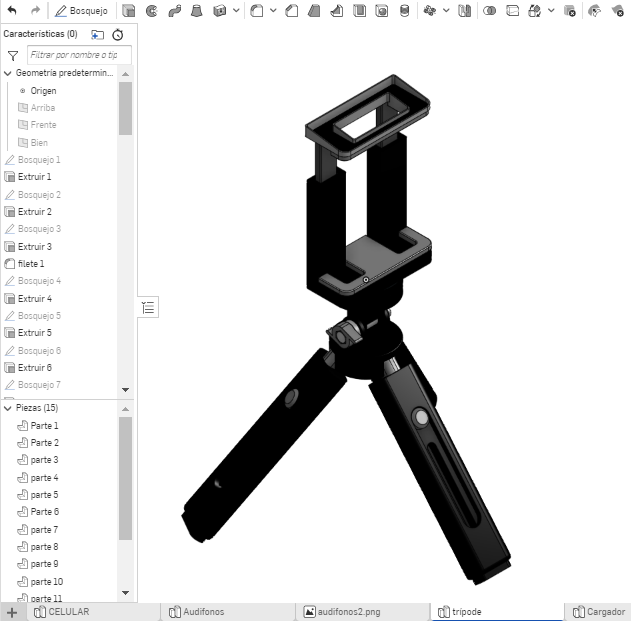 Bosquejo
Características (0)
Filtrar por nombre o tip
Geometría predetermin...
Origen
Arriba
Frente
Bien
Bosquejo 1
Extruir 1
Bosquejo 2
Extruir 2
Bosquejo 3
Extruir 3
filete 1
Bosquejo 4
Extruir 4
Bosquejo 5
Extruir 5
Bosquejo 6
Extruir 6
Bosquejo 7
Piezas (15)
Parte 1
Parte 2
parte 3
parte 4
parte 5
Parte 6
parte 7
parte 8
parte 9
parte 10
parte 11
CELULAR
Audifonos
audifonos2.png
trípode
Cargador